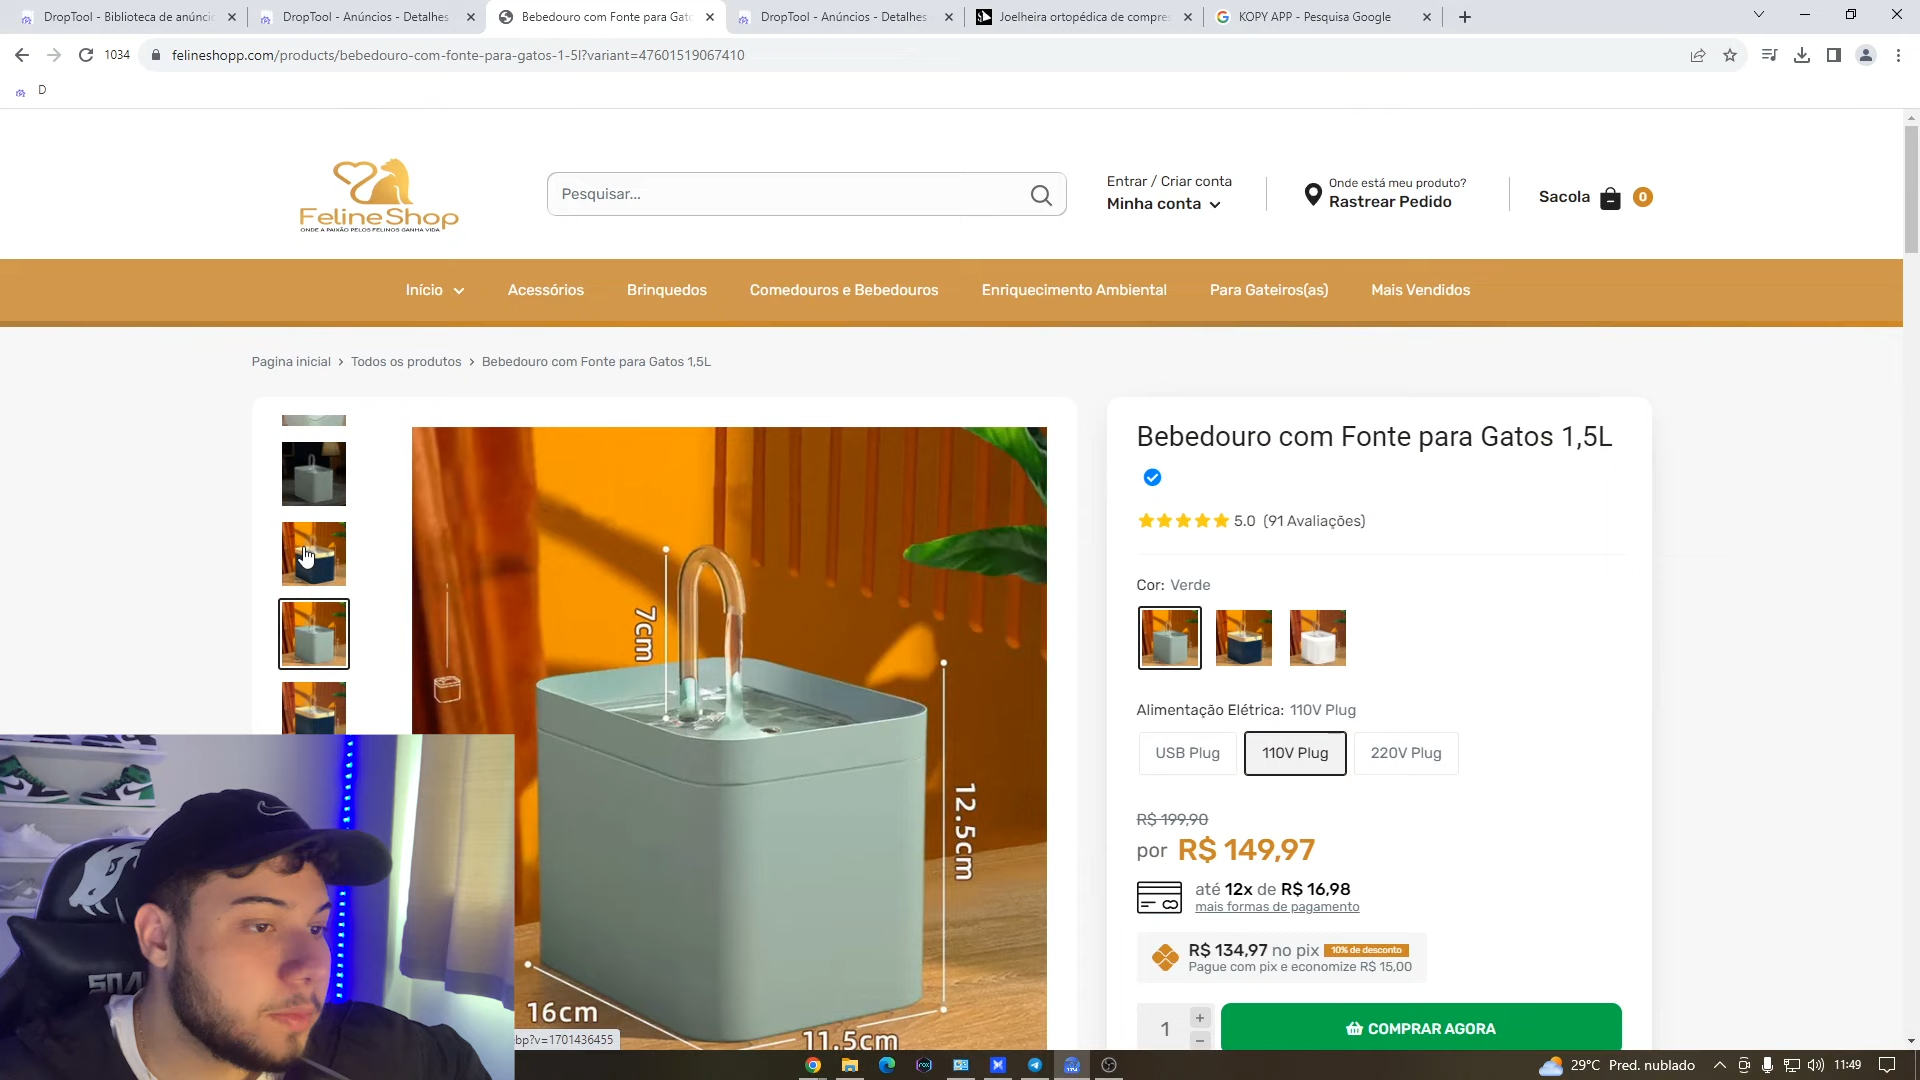 DropTool - Biblioteca de anúnci
DropTool - Anúncios - Detalhes
Bebedouro com Fonte para Gat
DropTool - Anúncios - Detalhes
Joelheira ortopédica de compre
KOPY APP - Pesquisa Google
1034
felineshopp.com/products/bebedouro-com-fonte-para-gatos-1-5l?variant=47601519067410
D
FelineShop
ONDE A PAIXÃO PELOS FELINOS GANHA VIDA
Pesquisar...
Entrar / Criar conta
Minha conta
Onde está meu produto?
Rastrear Pedido
Sacola 0
Início
Acessórios
Brinquedos
Comedouros e Bebedouros
Enriquecimento Ambiental
Para Gateiros(as)
Mais Vendidos
Pagina inicial › Todos os produtos › Bebedouro com Fonte para Gatos 1,5L
7cm
12.5cm
16cm
11.5cm
Bebedouro com Fonte para Gatos 1,5L
5.0 (91 Avaliações)
Cor: Verde
Alimentação Elétrica: 110V Plug
USB Plug
110V Plug
220V Plug
R$ 199,90
por R$ 149,97
até 12x de R$ 16,98
mais formas de pagamento
R$ 134,97 no pix 10% de desconto
Pague com pix e economize R$ 15,00
1
+
−
COMPRAR AGORA
bp?v=1701436455
29°C Pred. nublado
11:49